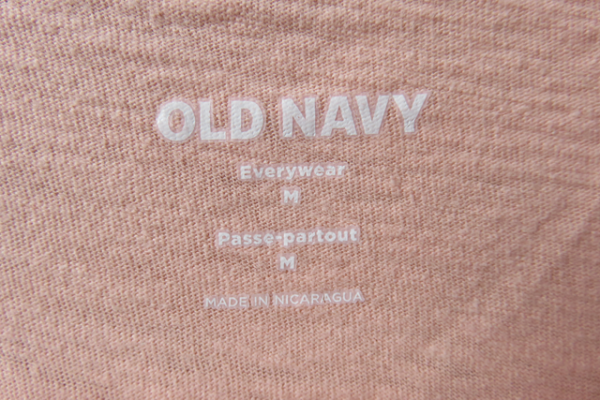 OLD NAVY
Everywear
M
Passe-partout
M
MADE IN NICARAGUA